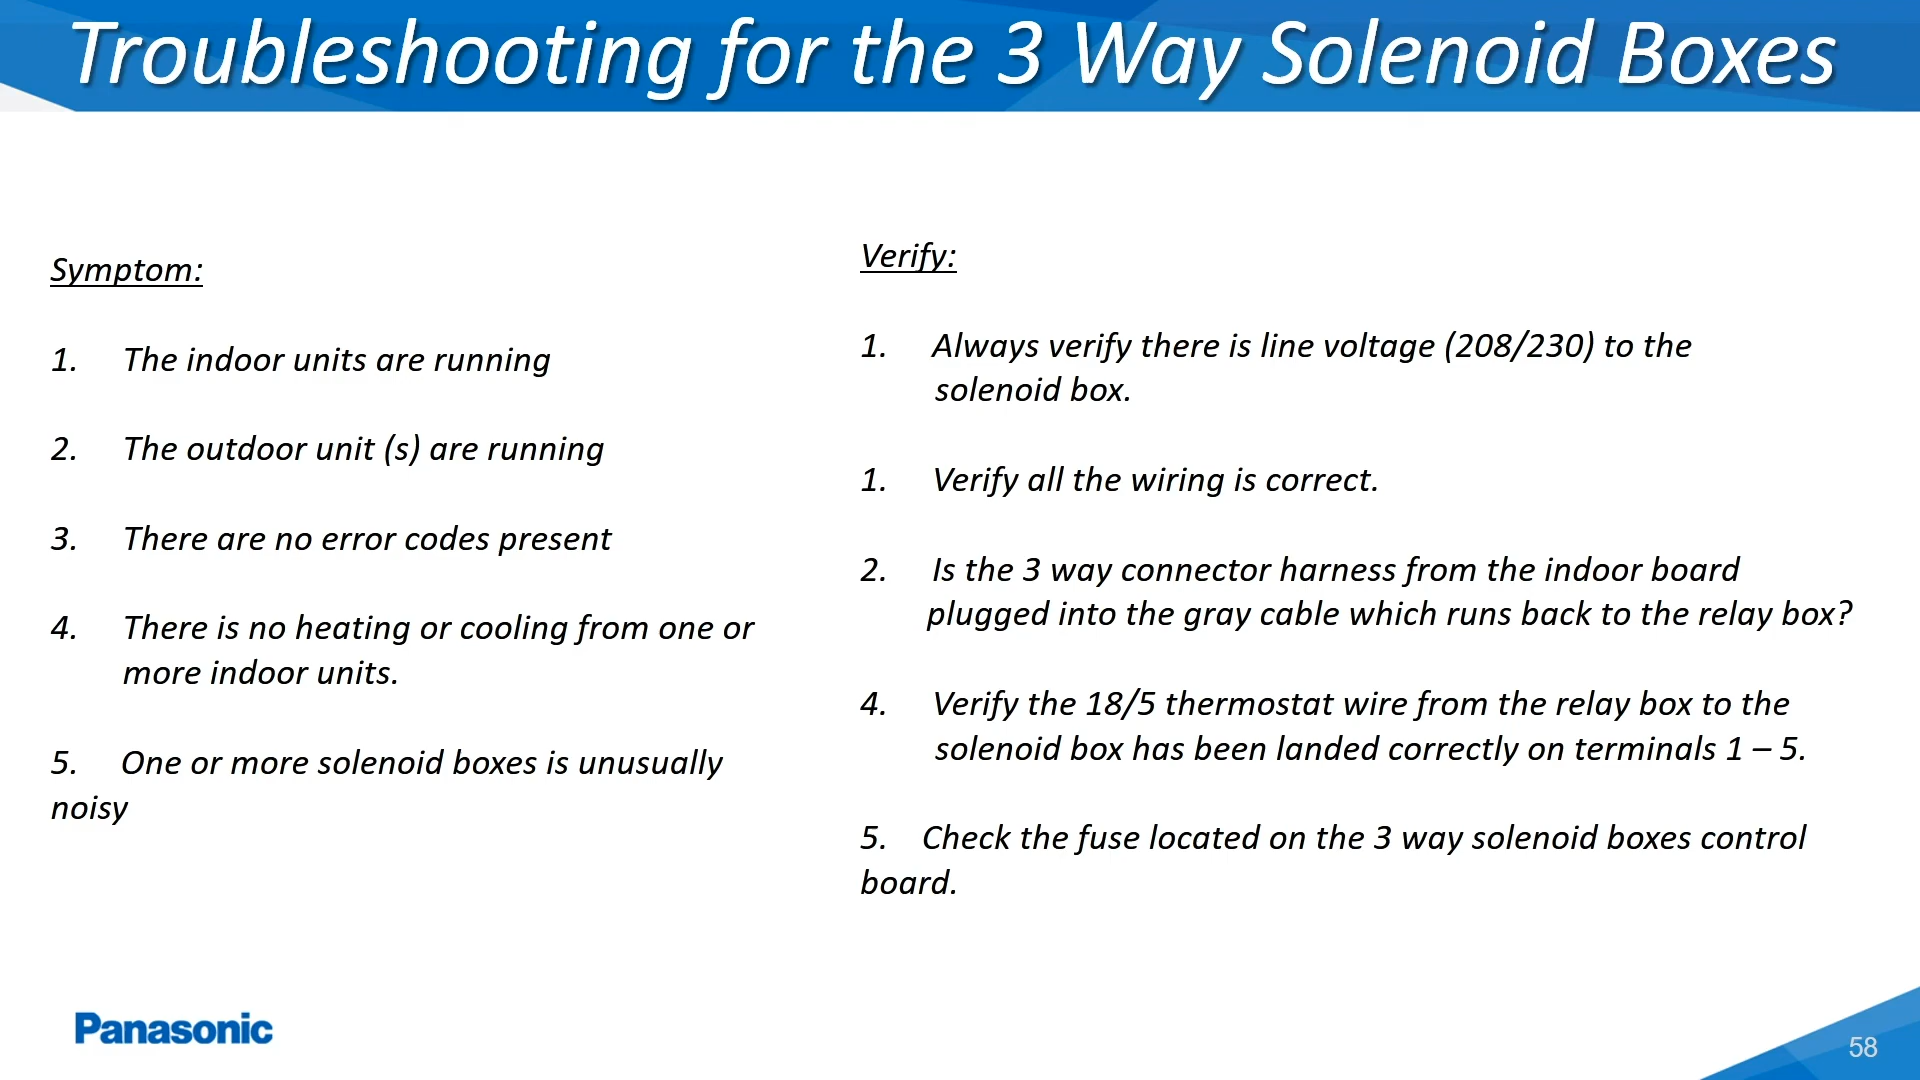 Troubleshooting for the 3 Way Solenoid Boxes
Symptom:
1. The indoor units are running
2. The outdoor unit (s) are running
3. There are no error codes present
4. There is no heating or cooling from one or
more indoor units.
5. One or more solenoid boxes is unusually
noisy
Verify:
1. Always verify there is line voltage (208/230) to the
solenoid box.
1. Verify all the wiring is correct.
2. Is the 3 way connector harness from the indoor board
plugged into the gray cable which runs back to the relay box?
4. Verify the 18/5 thermostat wire from the relay box to the
solenoid box has been landed correctly on terminals 1 – 5.
5. Check the fuse located on the 3 way solenoid boxes control
board.
Panasonic
58